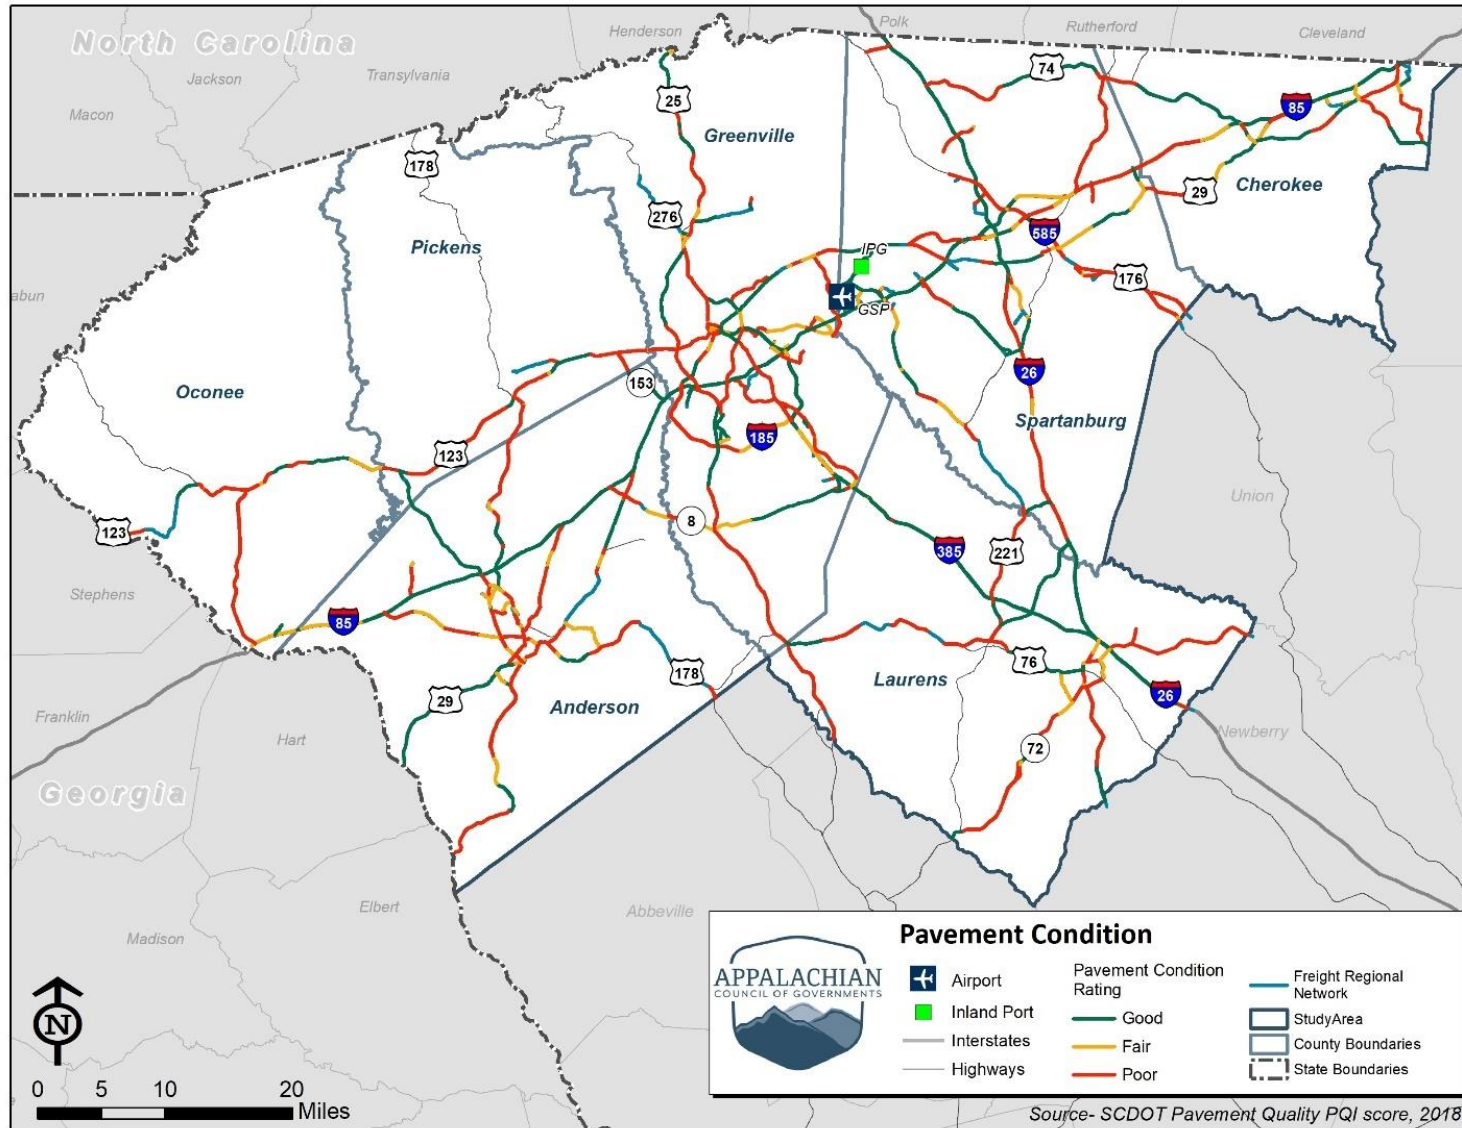 North Carolina
Henderson
Polk
Rutherford
Cleveland
Jackson
Transylvania
Macon
74
25
85
Greenville
178
29
Cherokee
276
585
Pickens
IPG
176
GSP
abun
26
Oconee
153
Spartanburg
185
123
Union
8
123
385
221
Stephens
85
76
178
Laurens
26
29
Anderson
Franklin
Newberry
Hart
72
Georgia
Elbert
Abbeville
Madison
N
0 5 10 20
Miles
APPALACHIAN
COUNCIL OF GOVERNMENTS
Pavement Condition
Airport
Inland Port
Interstates
Highways
Pavement Condition
Rating
Good
Fair
Poor
Freight Regional
Network
StudyArea
County Boundaries
State Boundaries
Source- SCDOT Pavement Quality PQI score, 2018